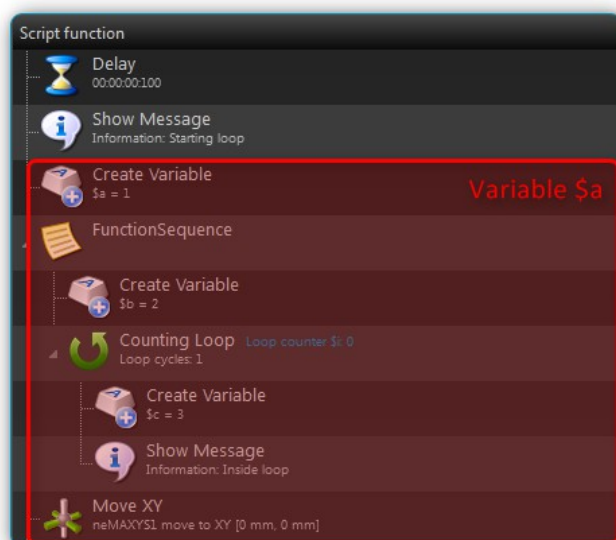 Script function
Delay
00:00:00:100
Show Message
Information: Starting loop
Create Variable
$a = 1
Variable $a
FunctionSequence
Create Variable
$b = 2
Counting Loop Loop counter $i: 0
Loop cycles: 1
Create Variable
$c = 3
Show Message
Information: Inside loop
Move XY
neMAXYS1 move to XY [0 mm, 0 mm]